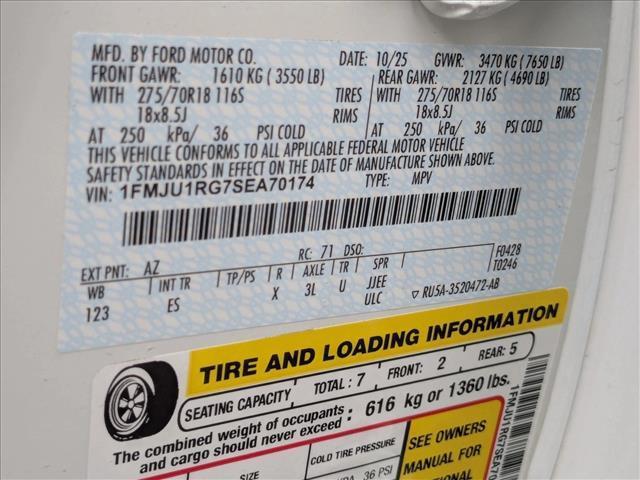 MFD. BY FORD MOTOR CO. DATE: 10/25 GVWR: 3470 KG (7650 LB)
FRONT GAWR: 1610 KG (3550 LB) REAR GAWR: 2127 KG (4690 LB)
WITH 275/70R18 116S TIRES WITH 275/70R18 116S TIRES
18x8.5J RIMS 18x8.5J RIMS
AT 250 kPa/ 36 PSI COLD AT 250 kPa/ 36 PSI COLD
THIS VEHICLE CONFORMS TO ALL APPLICABLE FEDERAL MOTOR VEHICLE
SAFETY STANDARDS IN EFFECT ON THE DATE OF MANUFACTURE SHOWN ABOVE.
VIN: 1FMJU1RG7SEA70174 TYPE: MPV
EXT PNT: AZ RC: 71 DSO: F0428
WB INT TR TP/PS R AXLE TR SPR T0246
123 ES X 3L U JJEE
ULC ▽ RU5A-3520472-AB
TIRE AND LOADING INFORMATION
SEATING CAPACITY TOTAL: 7 FRONT: 2 REAR: 5
The combined weight of occupants
and cargo should never exceed : 616 kg or 1360 lbs.
SIZE COLD TIRE PRESSURE SEE OWNERS
36 PSI MANUAL FOR
1FMJU1RG7SEA70